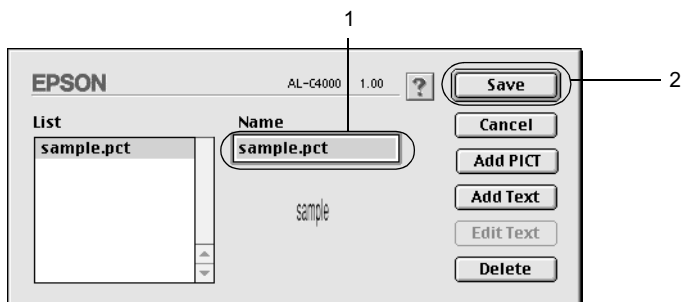 1
EPSON
AL-C4000 1.00
?
Save
2
List
Name
Cancel
sample.pct
sample.pct
Add PICT
sample
Add Text
Edit Text
Delete